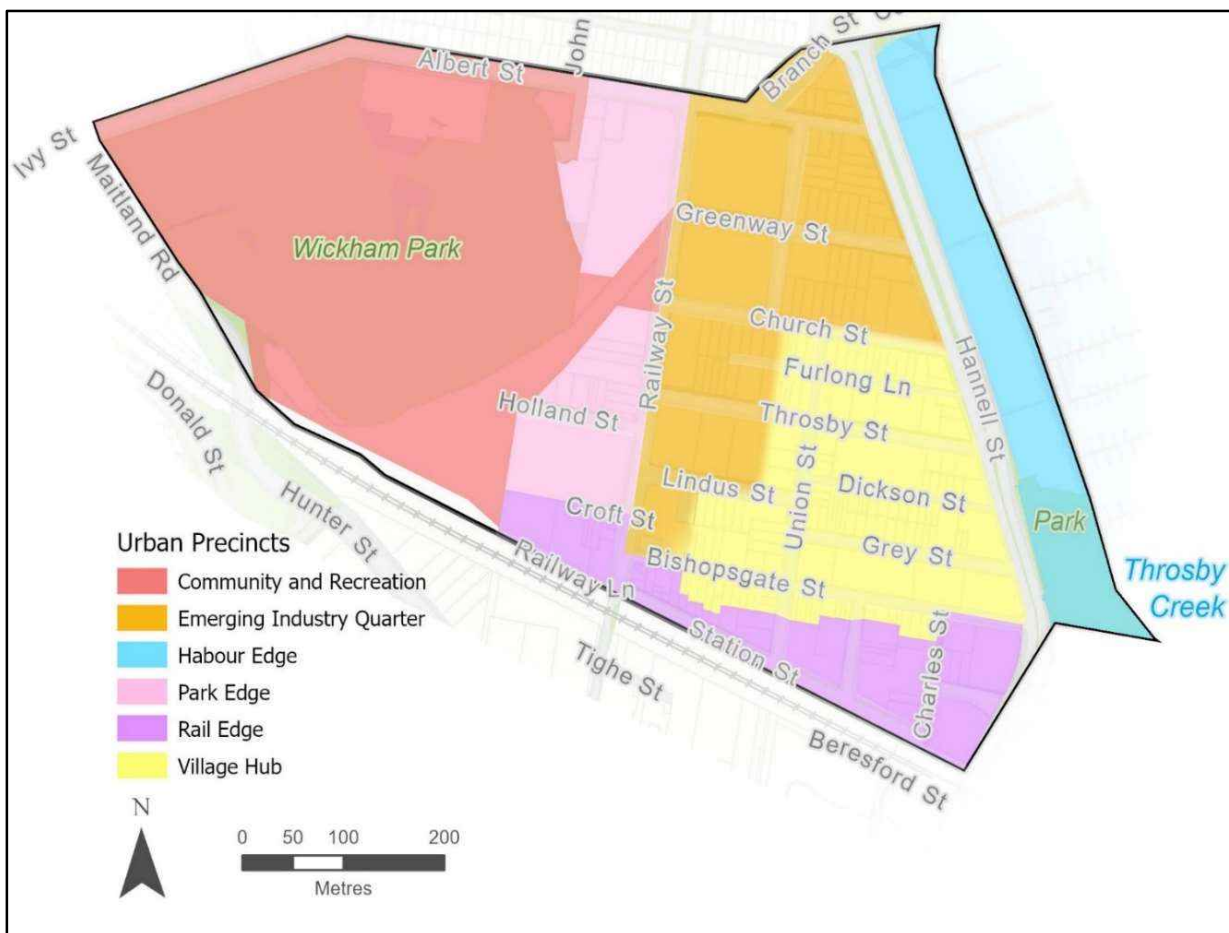 Albert St
John
Branch St
Ivy St
Maitland Rd
Wickham Park
Greenway St
Railway St
Church St
Hannell St
Furlong Ln
Holland St
Throsby St
Donald St
Hunter St
Lindus St
Union St
Dickson St
Park
Croft St
Grey St
Railway Ln
Bishopsgate St
Throsby
Creek
Station St
Charles St
Tighe St
Beresford St
Urban Precincts
Community and Recreation
Emerging Industry Quarter
Habour Edge
Park Edge
Rail Edge
Village Hub
N
0 50 100 200
Metres